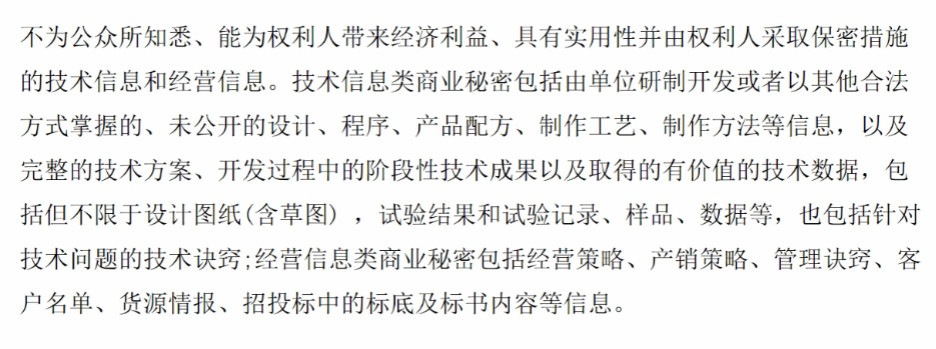 不为公众所知悉、能为权利人带来经济利益、具有实用性并由权利人采取保密措施
的技术信息和经营信息。技术信息类商业秘密包括由单位研制开发或者以其他合法
方式掌握的、未公开的设计、程序、产品配方、制作工艺、制作方法等信息，以及
完整的技术方案、开发过程中的阶段性技术成果以及取得的有价值的技术数据，包
括但不限于设计图纸(含草图) ，试验结果和试验记录、样品、数据等，也包括针对
技术问题的技术诀窍;经营信息类商业秘密包括经营策略、产销策略、管理诀窍、客
户名单、货源情报、招投标中的标底及标书内容等信息。